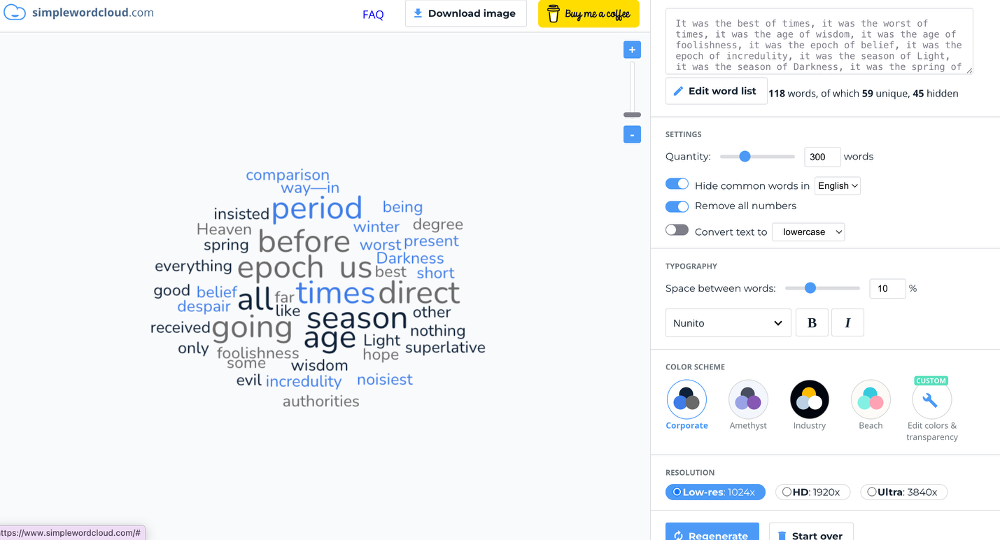 simplewordcloud.com
FAQ
Download image
Buy me a coffee
+
-
comparison
way—in
insisted period being
Heaven winter degree
spring before worst present
everything epoch us Darkness
best short
good belief all far times direct
despair like
received going season other
age Light nothing
only foolishness hope superlative
some wisdom
evil incredulity noisiest
authorities
https://www.simplewordcloud.com/#
It was the best of times, it was the worst of
times, it was the age of wisdom, it was the age of
foolishness, it was the epoch of belief, it was the
epoch of incredulity, it was the season of Light,
it was the season of Darkness, it was the spring of
Edit word list
118 words, of which 59 unique, 45 hidden
SETTINGS
Quantity: 300 words
Hide common words in English
Remove all numbers
Convert text to lowercase
TYPOGRAPHY
Space between words: 10 %
Nunito B I
COLOR SCHEME
CUSTOM
Corporate Amethyst Industry Beach Edit colors &
transparency
RESOLUTION
Low-res: 1024x HD: 1920x Ultra: 3840x
Regenerate Start over